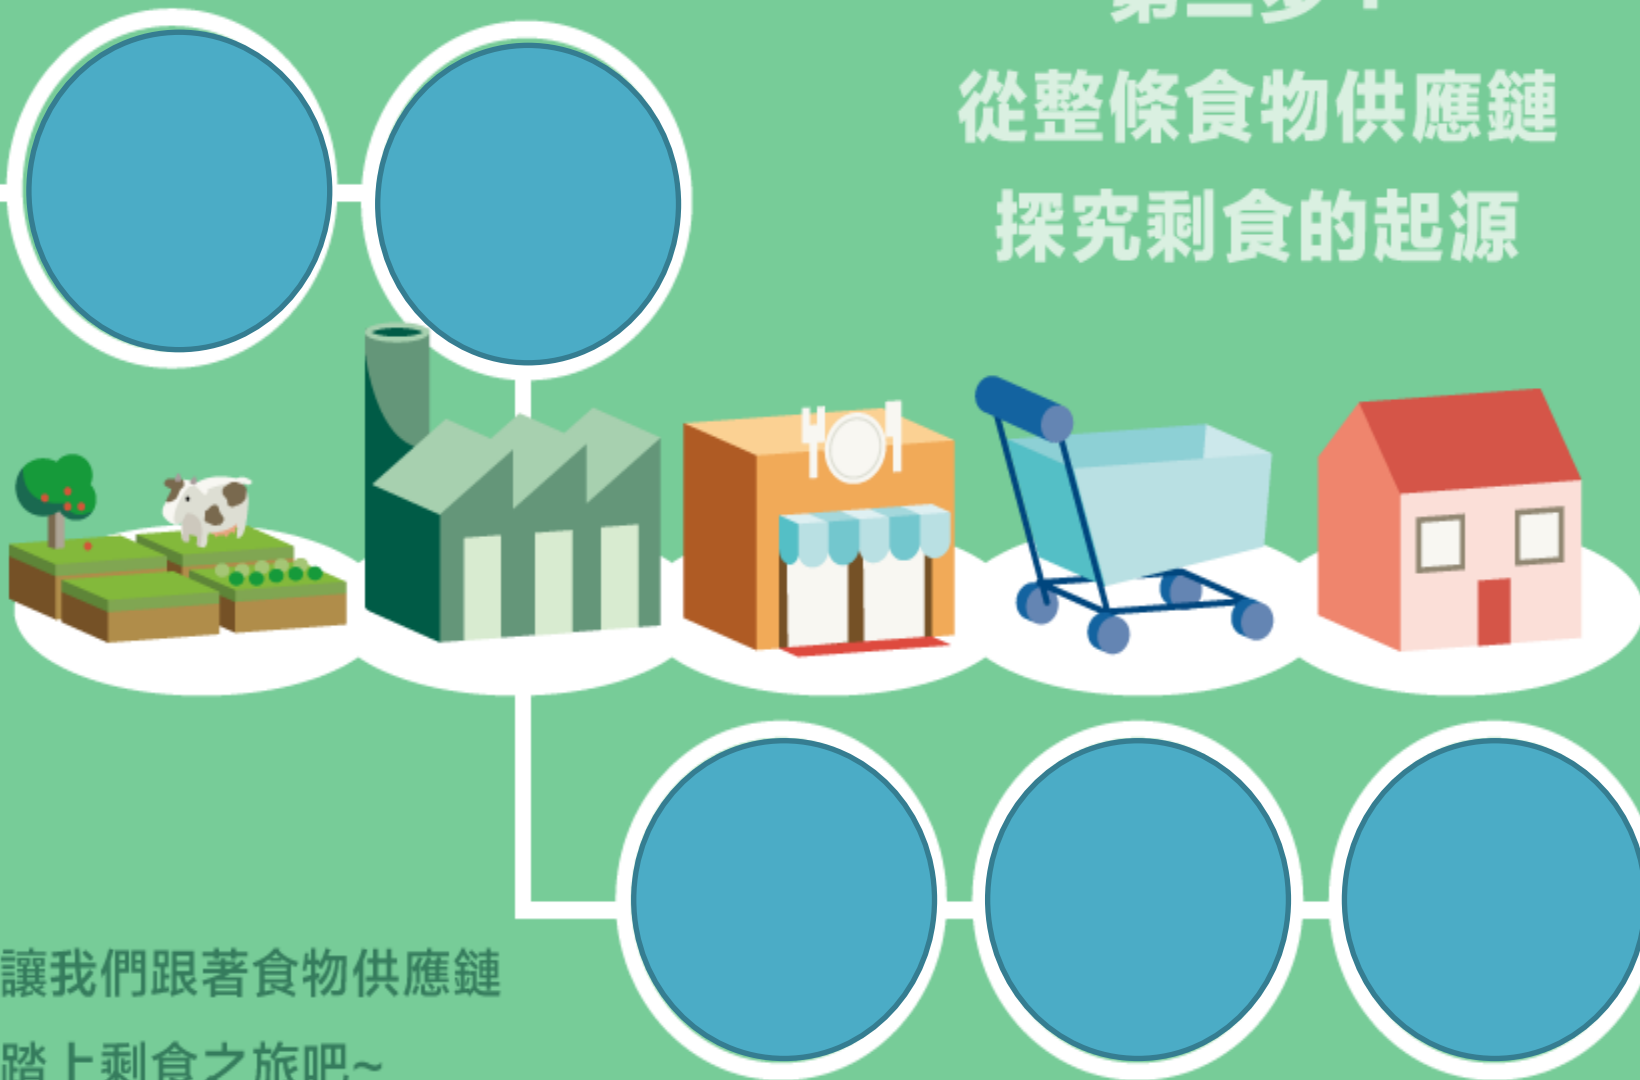 從整條食物供應鏈
探究剩食的起源
讓我們跟著食物供應鏈
踏上剩食之旅吧~